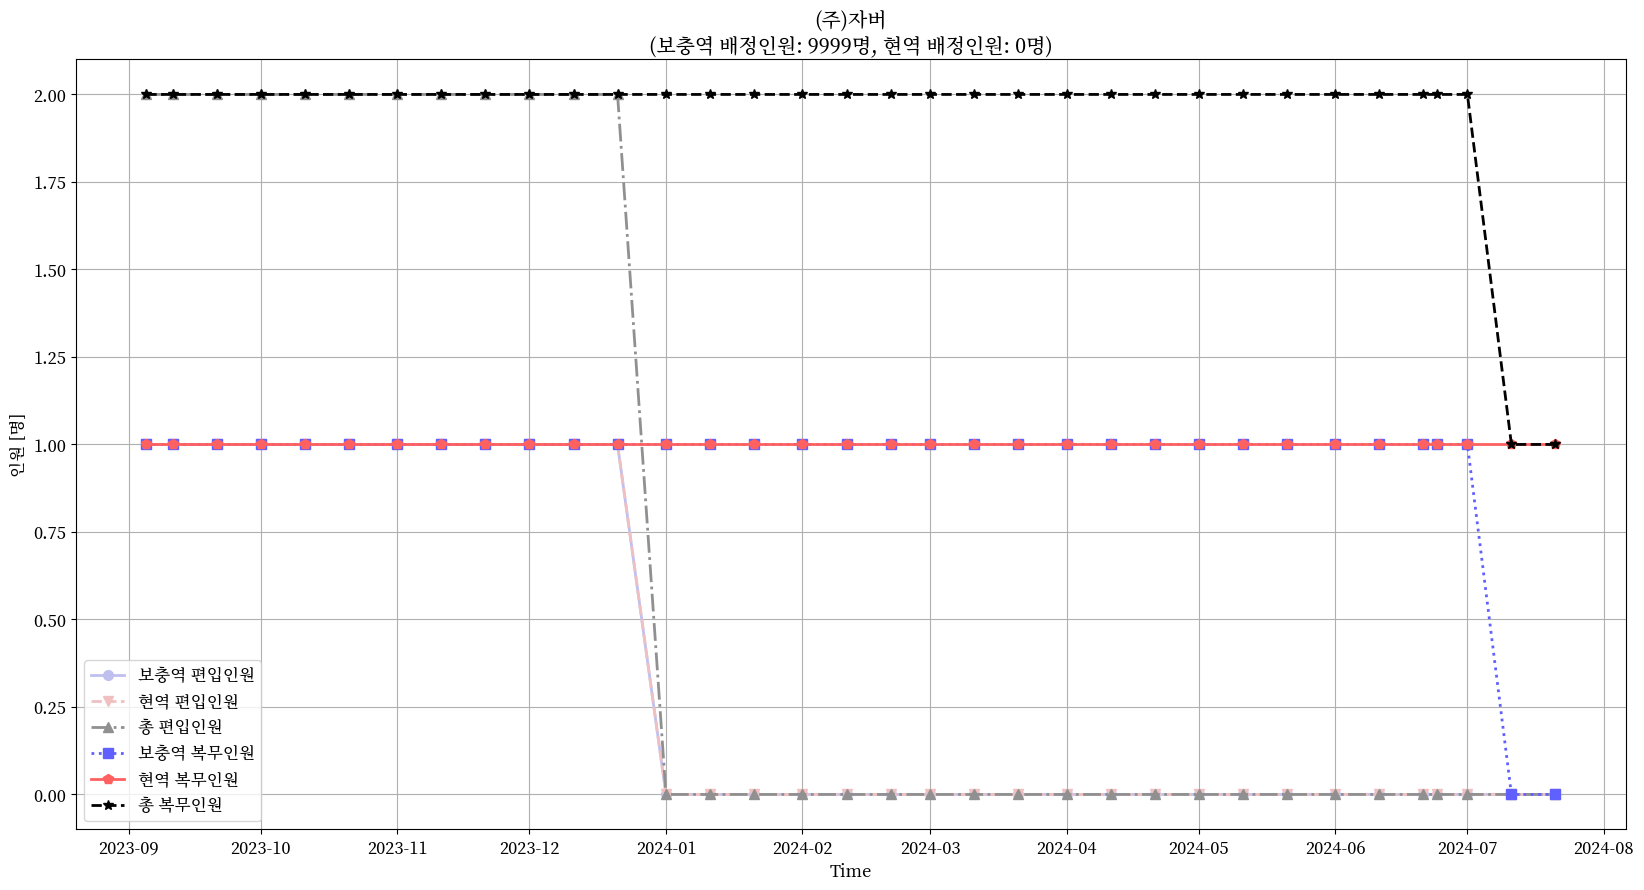 (주)자버
(보충역 배정인원: 9999명, 현역 배정인원: 0명)
인원 [명]
2.00
1.75
1.50
1.25
1.00
0.75
0.50
0.25
0.00
보충역 편입인원
현역 편입인원
총 편입인원
보충역 복무인원
현역 복무인원
총 복무인원
2023-09
2023-10
2023-11
2023-12
2024-01
2024-02
2024-03
2024-04
2024-05
2024-06
2024-07
2024-08
Time